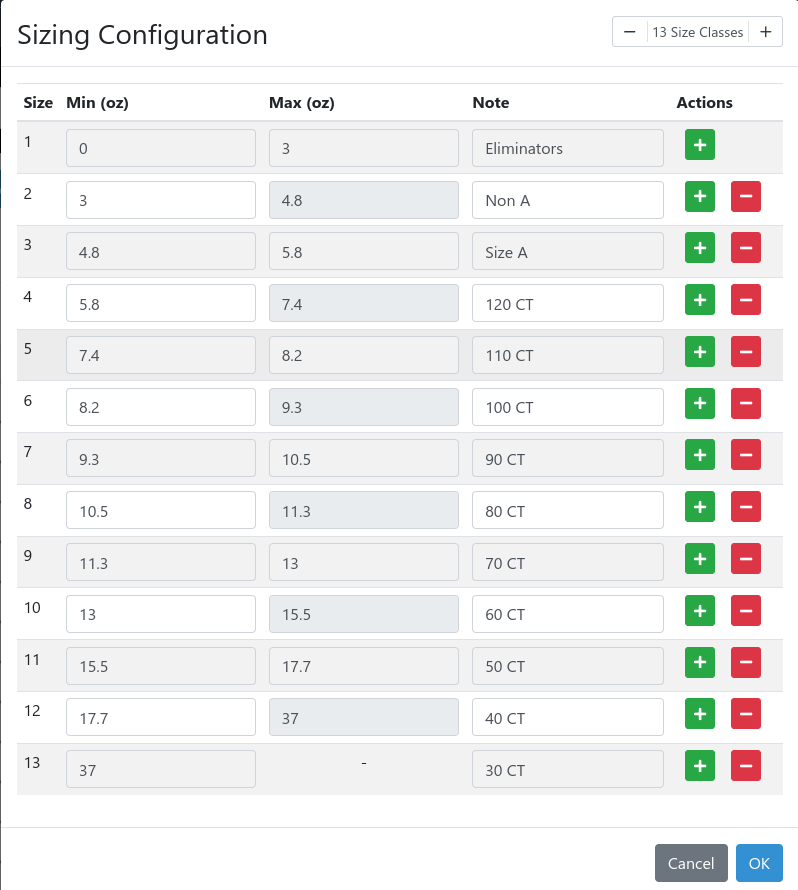 Sizing Configuration
− 13 Size Classes +
Size Min (oz) Max (oz) Note Actions
1 0 3 Eliminators +
2 3 4.8 Non A + −
3 4.8 5.8 Size A + −
4 5.8 7.4 120 CT + −
5 7.4 8.2 110 CT + −
6 8.2 9.3 100 CT + −
7 9.3 10.5 90 CT + −
8 10.5 11.3 80 CT + −
9 11.3 13 70 CT + −
10 13 15.5 60 CT + −
11 15.5 17.7 50 CT + −
12 17.7 37 40 CT + −
13 37 - 30 CT + −
Cancel OK